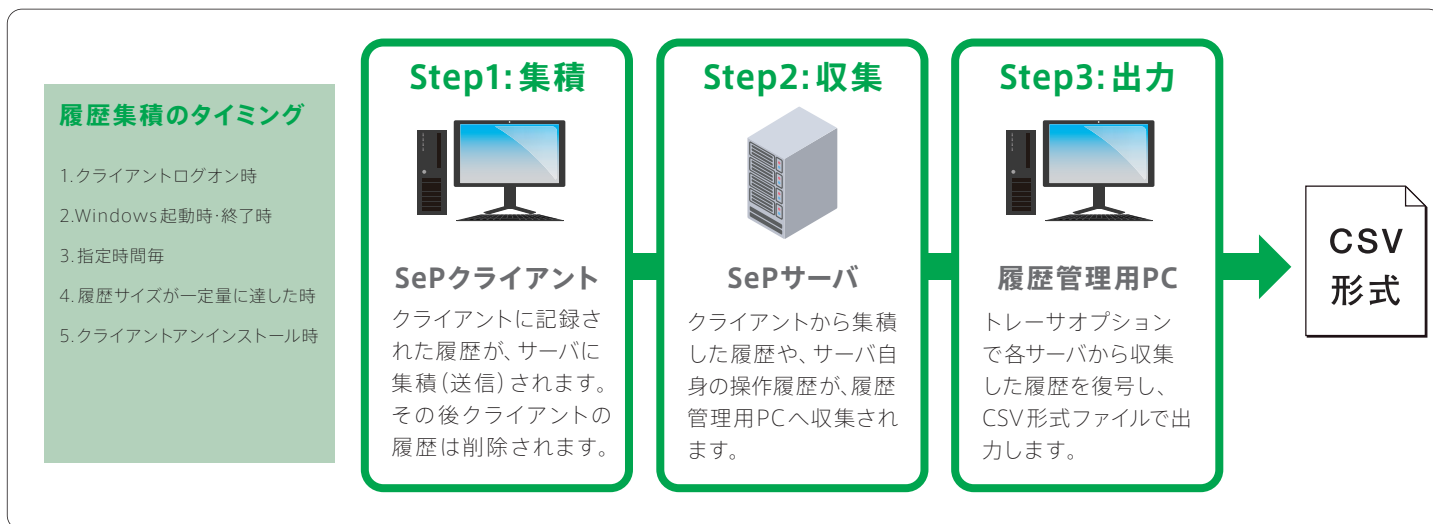 履歴集積のタイミング
1.クライアントログオン時
2.Windows起動時・終了時
3.指定時間毎
4.履歴サイズが一定量に達した時
5.クライアントアンインストール時
Step1:集積
SePクライアント
クライアントに記録さ
れた履歴が、サーバに
集積(送信)されます。
その後クライアントの
履歴は削除されます。
Step2:収集
SePサーバ
クライアントから集積
した履歴や、サーバ自
身の操作履歴が、履歴
管理用PCへ収集され
ます。
Step3:出力
履歴管理用PC
トレーサオプション
で各サーバから収集
した履歴を復号し、
CSV形式ファイルで出
力します。
CSV
形式